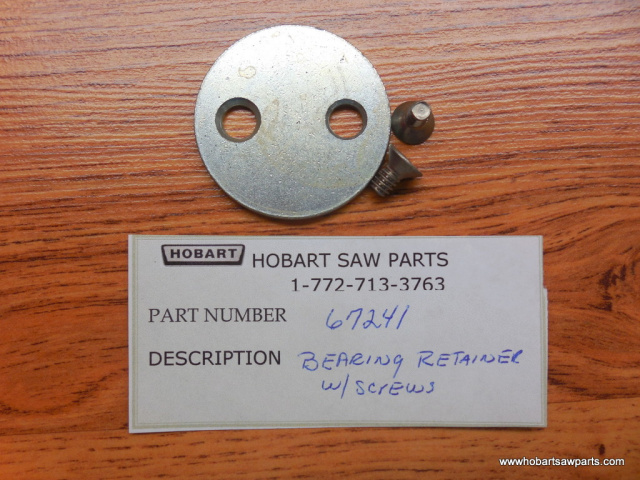 HOBART
HOBART SAW PARTS
1-772-713-3763
PART NUMBER 67241
DESCRIPTION BEARING RETAINER
W/ SCREWS
www.hobartsawparts.com